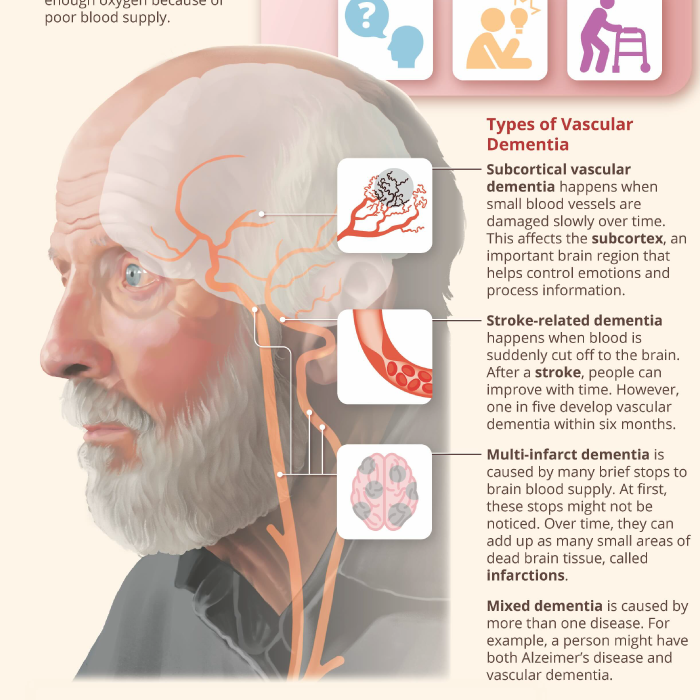 enough oxygen because of
poor blood supply.
?
Types of Vascular
Dementia
Subcortical vascular
dementia happens when
small blood vessels are
damaged slowly over time.
This affects the subcortex, an
important brain region that
helps control emotions and
process information.
Stroke-related dementia
happens when blood is
suddenly cut off to the brain.
After a stroke, people can
improve with time. However,
one in five develop vascular
dementia within six months.
Multi-infarct dementia is
caused by many brief stops to
brain blood supply. At first,
these stops might not be
noticed. Over time, they can
add up as many small areas of
dead brain tissue, called
infarctions.
Mixed dementia is caused by
more than one disease. For
example, a person might have
both Alzeimer's disease and
vascular dementia.